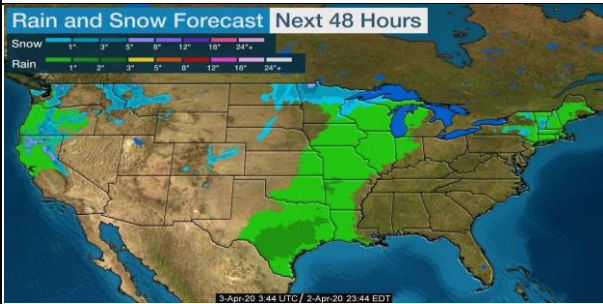 Rain and Snow Forecast Next 48 Hours
Snow
1" 3" 5" 8" 12" 18" 24"+
Rain
1" 2" 3" 5" 8" 12" 18" 24"+
3-Apr-20 3:44 UTC / 2-Apr-20 23:44 EDT